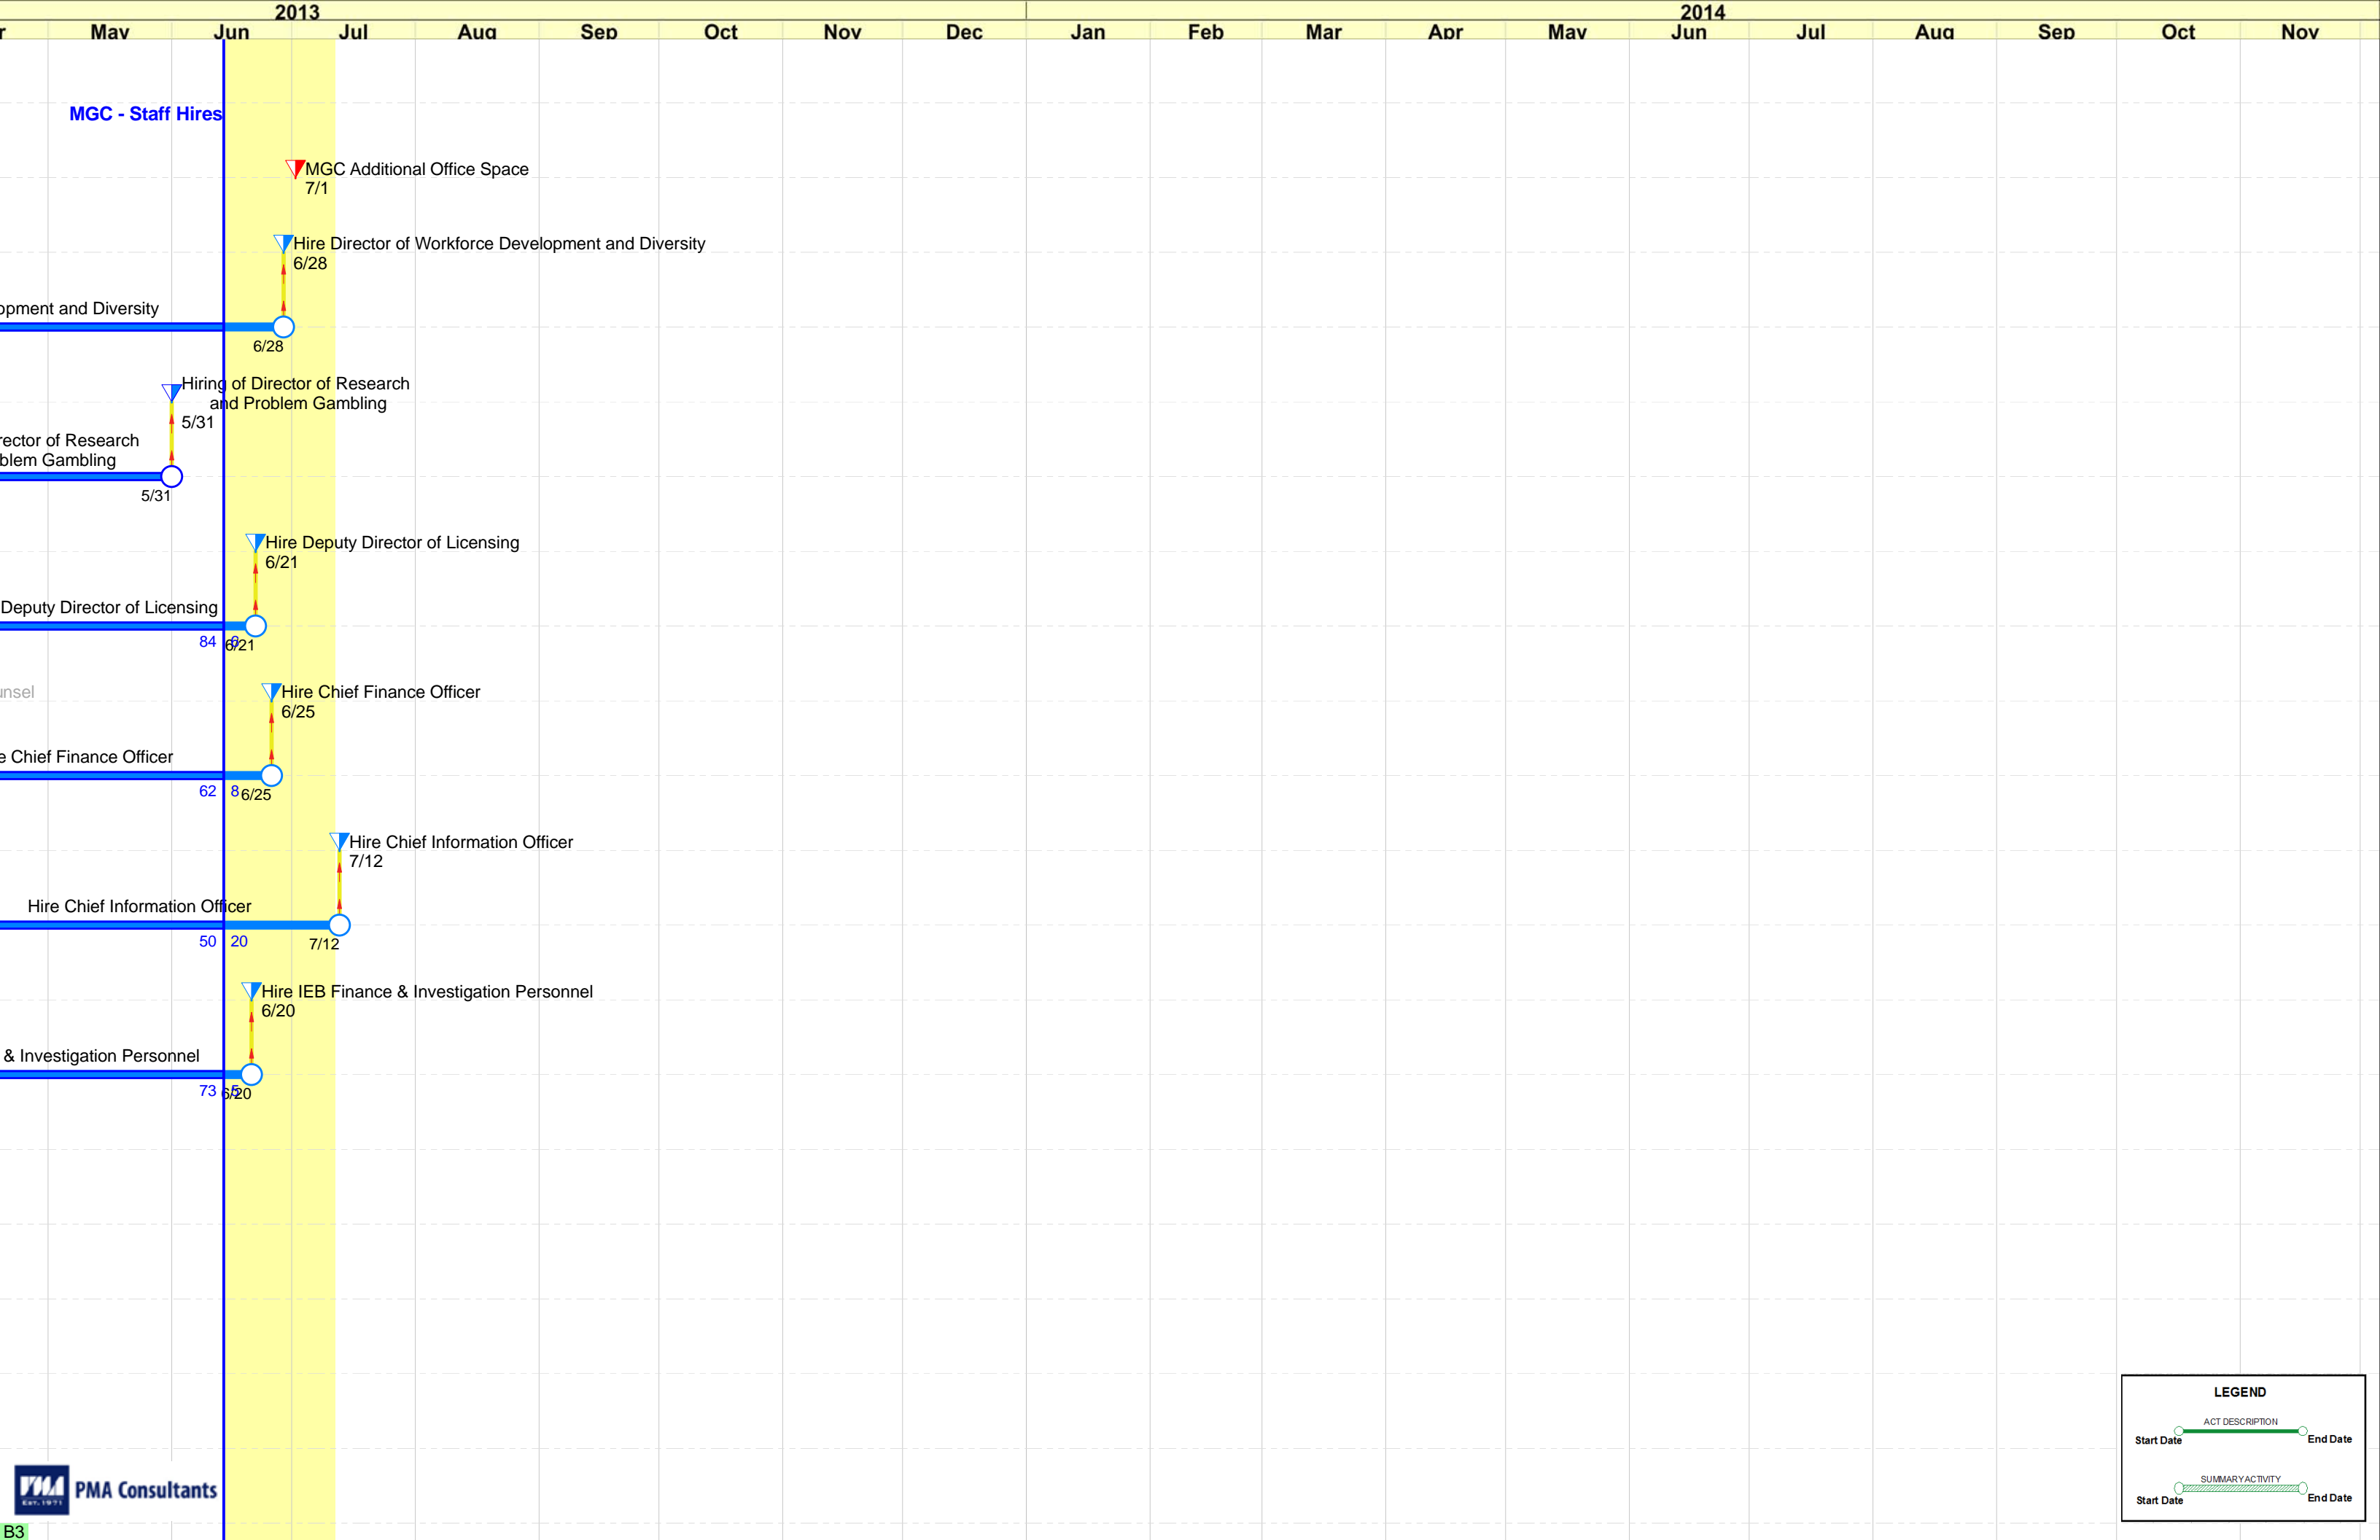 2013
2014
May
Jun
Jul
Aug
Sep
Oct
Nov
Dec
Jan
Feb
Mar
Apr
May
Jun
Jul
Aug
Sep
Oct
Nov
MGC - Staff Hires
MGC Additional Office Space
7/1
Hire Director of Workforce Development and Diversity
6/28
opment and Diversity
6/28
Hiring of Director of Research
and Problem Gambling
5/31
rector of Research
blem Gambling
5/31
Hire Deputy Director of Licensing
6/21
Deputy Director of Licensing
84
6/21
unsel
Hire Chief Finance Officer
6/25
e Chief Finance Officer
62 8 6/25
Hire Chief Information Officer
7/12
Hire Chief Information Officer
50 20 7/12
Hire IEB Finance & Investigation Personnel
6/20
& Investigation Personnel
73 5 6/20
LEGEND
ACT DESCRIPTION
Start Date End Date
SUMMARY ACTIVITY
Start Date End Date
PMA
Est. 1971
PMA Consultants
B3